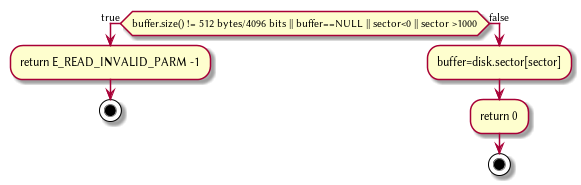 true
buffer.size() != 512 bytes/4096 bits || buffer==NULL || sector<0 || sector >1000
false
return E_READ_INVALID_PARM -1
buffer=disk.sector[sector]
return 0